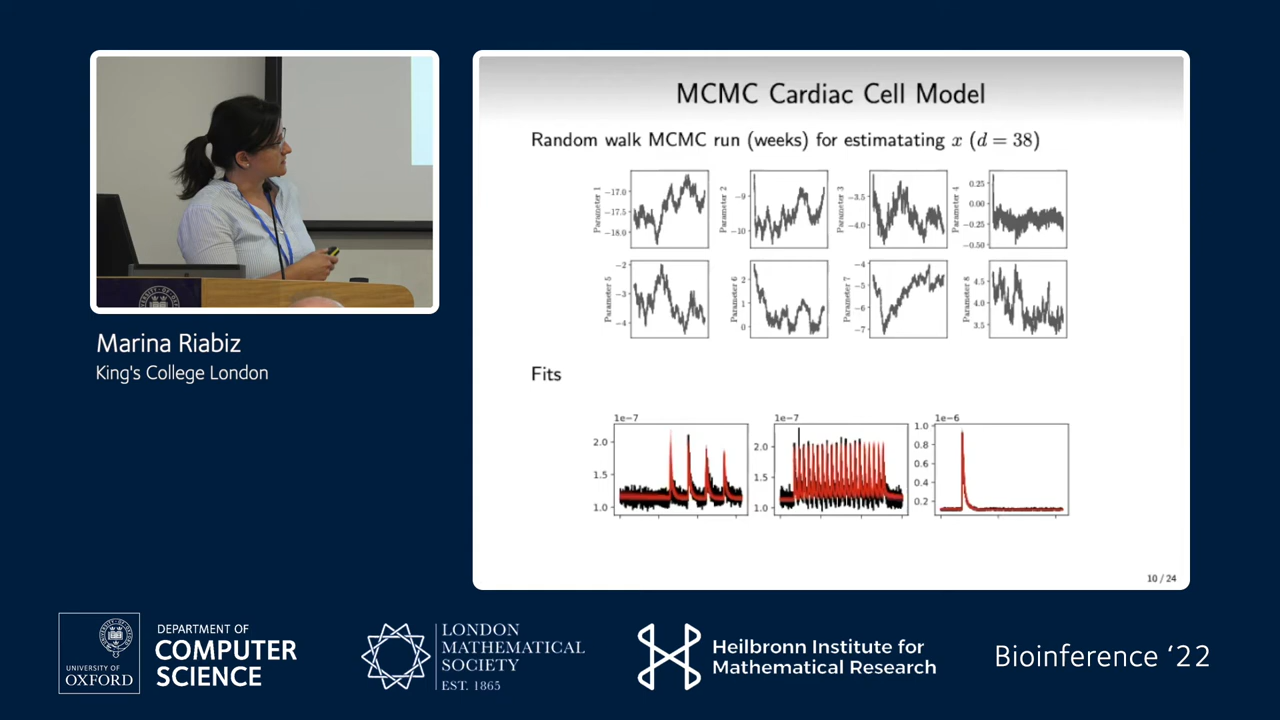 MCMC Cardiac Cell Model
Random walk MCMC run (weeks) for estimatating x (d = 38)
Parameter 1
−17.0
−17.5
−18.0
Parameter 2
−9
−10
Parameter 3
−3.5
−4.0
Parameter 4
0.25
0.00
−0.25
−0.50
Parameter 5
−2
−3
−4
Parameter 6
2
1
0
Parameter 7
−4
−5
−6
−7
Parameter 8
4.5
4.0
3.5
Fits
1e−7
2.0
1.5
1.0
1e−7
2.0
1.5
1.0
1e−6
1.0
0.8
0.6
0.4
0.2
10 / 24
Marina Riabiz
King's College London
UNIVERSITY OF
OXFORD
DEPARTMENT OF
COMPUTER
SCIENCE
LONDON
MATHEMATICAL
SOCIETY
EST. 1865
Heilbronn Institute for
Mathematical Research
Bioinference ‘22